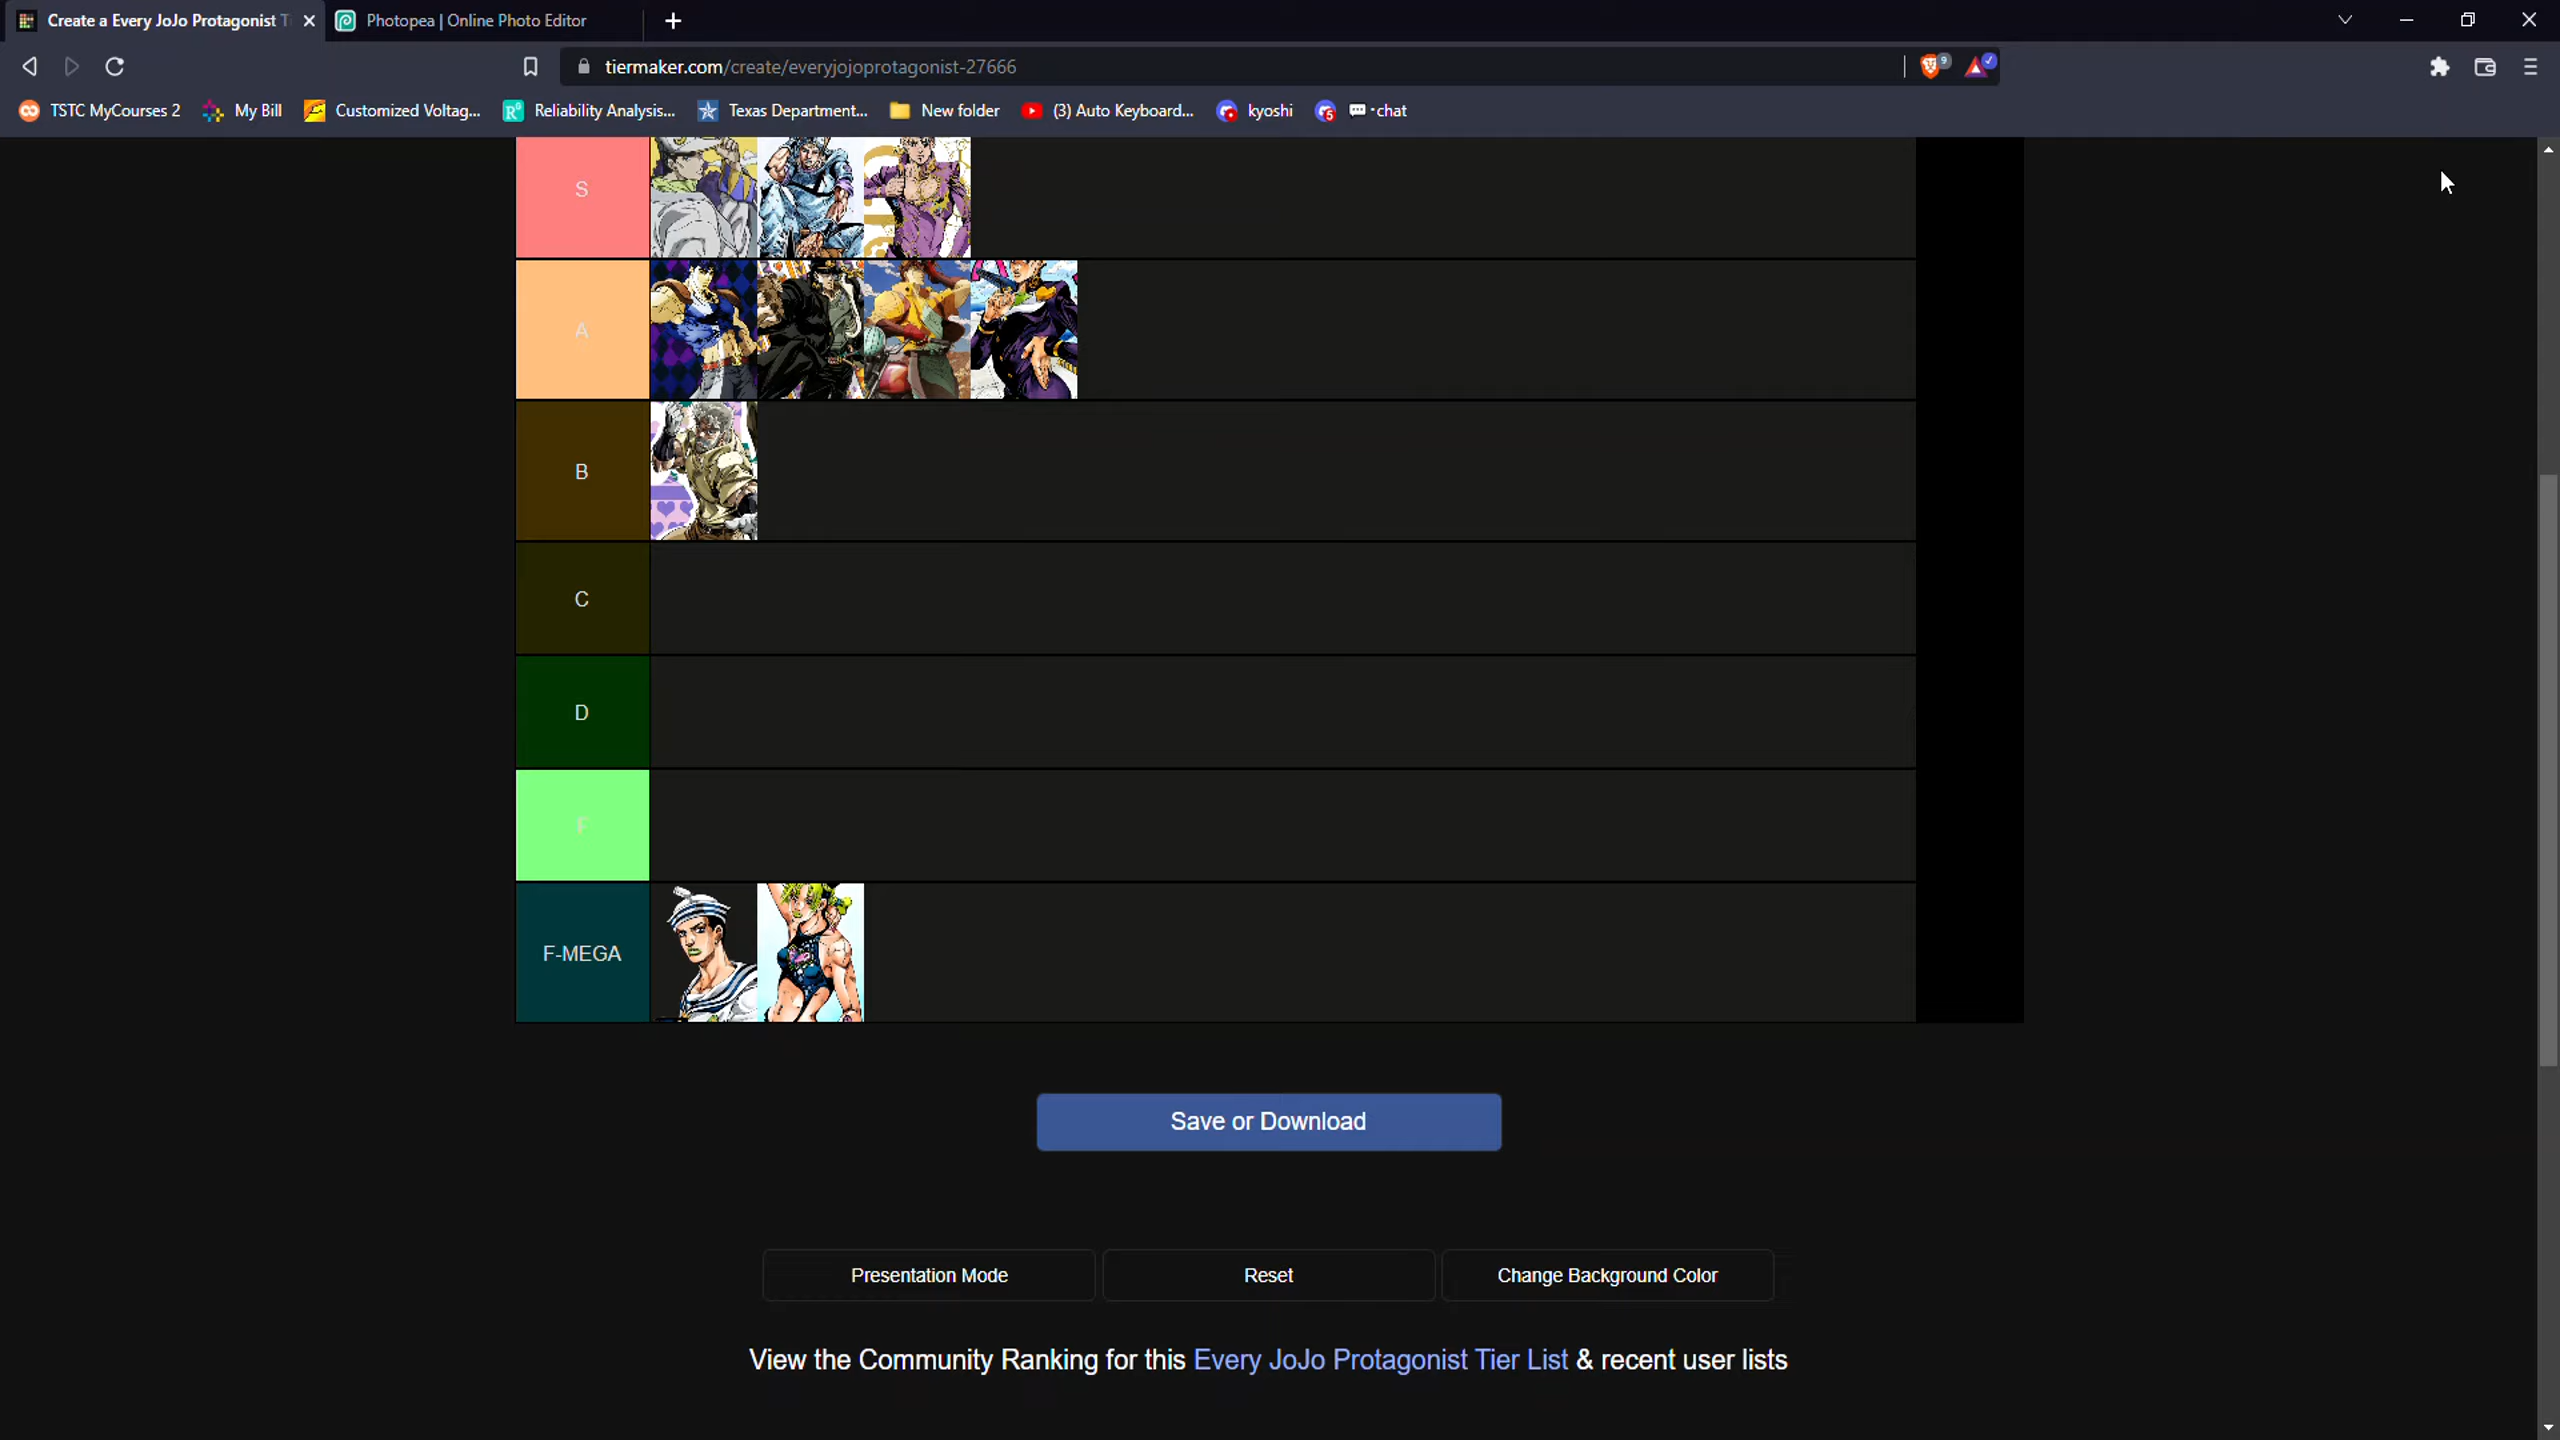 Create a Every JoJo Protagonist T
Photopea | Online Photo Editor
tiermaker.com/create/everyjojoprotagonist-27666
9
TSTC MyCourses 2
My Bill
Customized Voltag...
Reliability Analysis...
Texas Department...
New folder
(3) Auto Keyboard...
kyoshi
5
chat
S
A
B
C
D
F
F-MEGA
Save or Download
Presentation Mode
Reset
Change Background Color
View the Community Ranking for this Every JoJo Protagonist Tier List & recent user lists